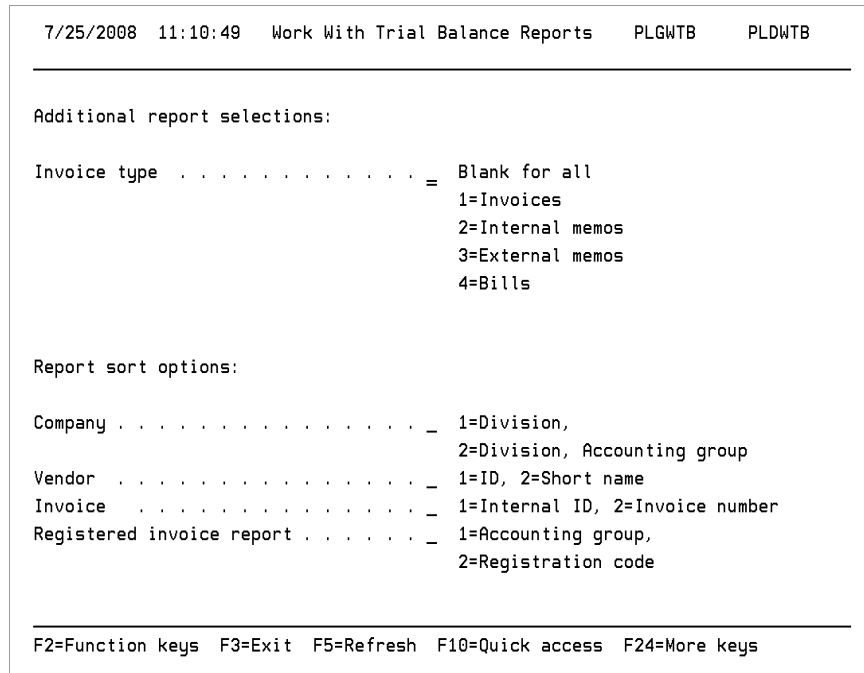 7/25/2008 11:10:49 Work With Trial Balance Reports PLGWTB PLDWTB
Additional report selections:
Invoice type . . . . . . . . . . . . _ Blank for all
1=Invoices
2=Internal memos
3=External memos
4=Bills
Report sort options:
Company . . . . . . . . . . . . . . . _ 1=Division,
2=Division, Accounting group
Vendor . . . . . . . . . . . . . . . _ 1=ID, 2=Short name
Invoice . . . . . . . . . . . . . . _ 1=Internal ID, 2=Invoice number
Registered invoice report . . . . . . _ 1=Accounting group,
2=Registration code
F2=Function keys F3=Exit F5=Refresh F10=Quick access F24=More keys